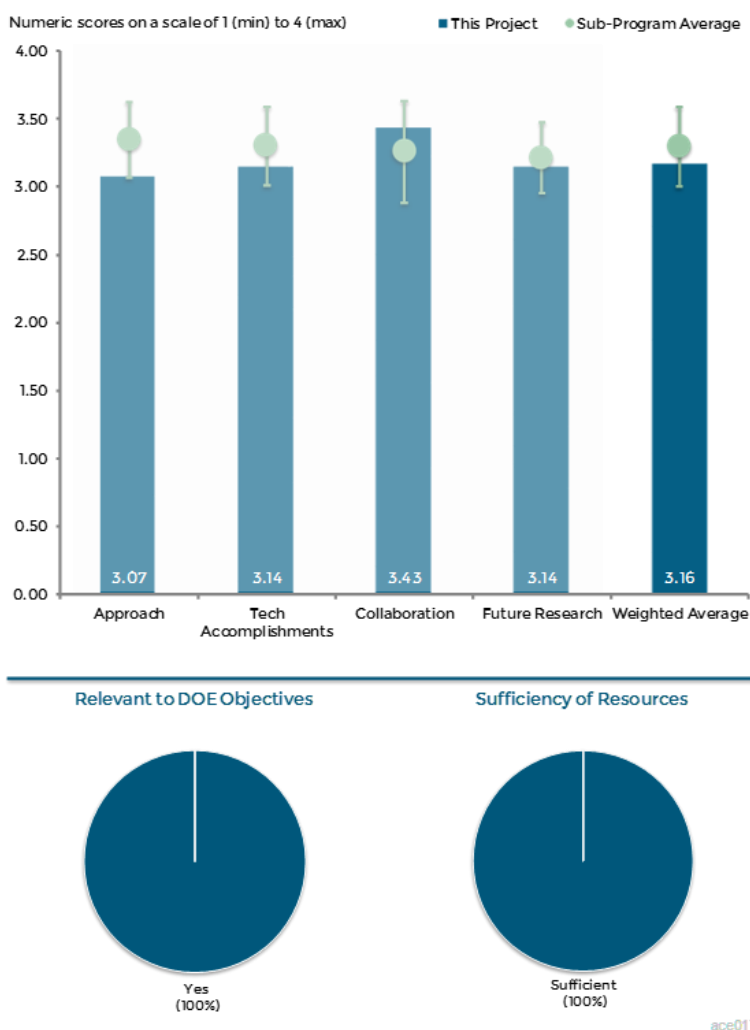 Numeric scores on a scale of 1 (min) to 4 (max)
This Project
Sub-Program Average
4.00
3.50
3.00
2.50
2.00
1.50
1.00
0.50
0.00
3.07
3.14
3.43
3.14
3.16
Approach
Tech
Accomplishments
Collaboration
Future Research
Weighted Average
Relevant to DOE Objectives
Sufficiency of Resources
Yes
(100%)
Sufficient
(100%)